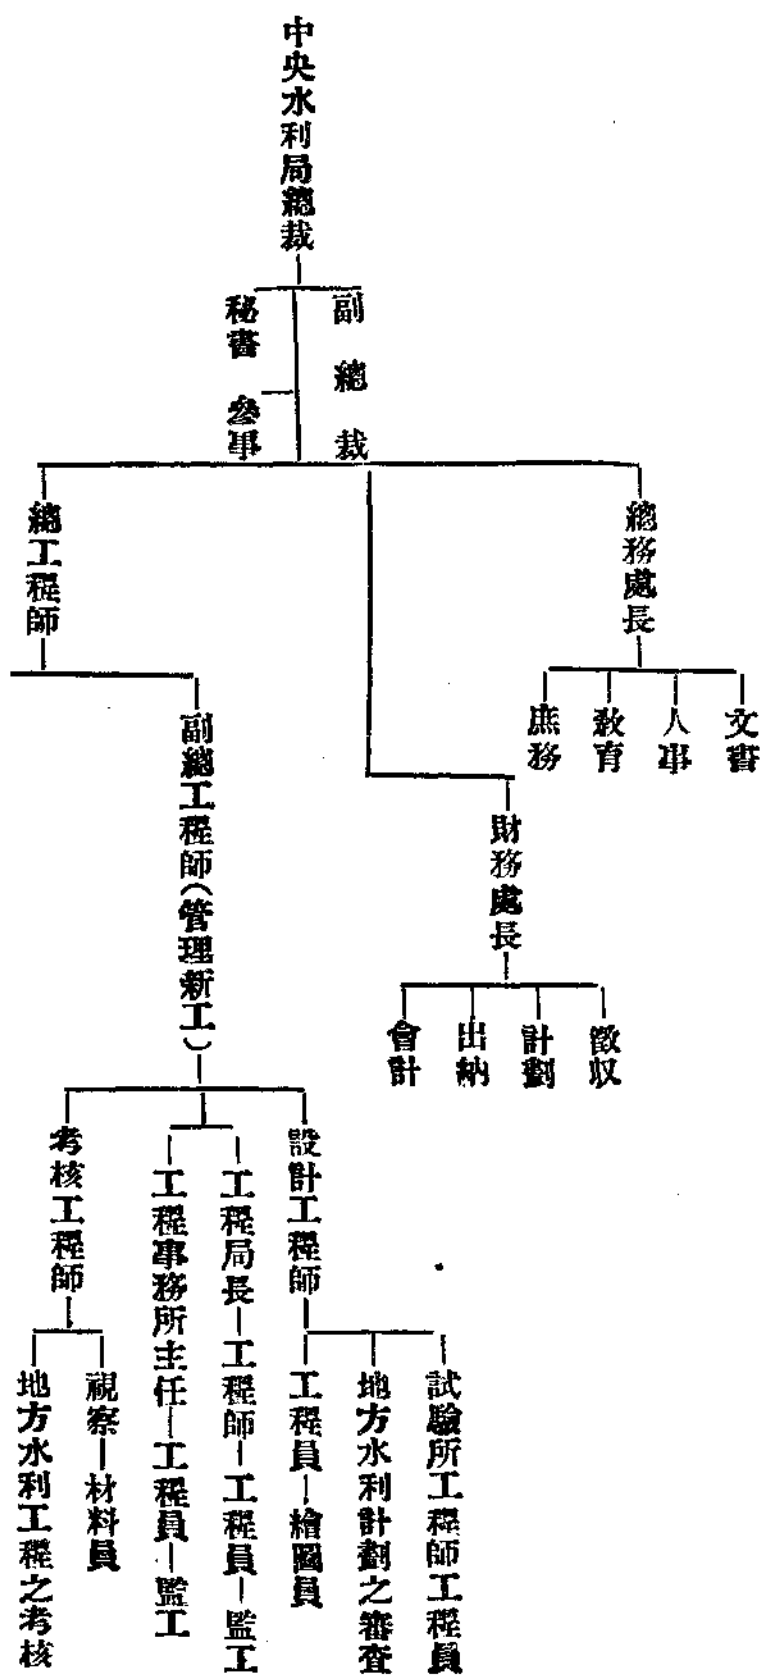 中央水利局總裁
副總裁
秘書
參事
總務處長
文書
人事
教育
庶務
財務處長
徵収
計劃
出納
會計
總工程師
副總工程師(管理新工)
設計工程師
試驗所工程師工程員
地方水利計劃之審查
工程員—繪圖員
工程局長—工程師—工程員—監工
工程事務所主任—工程員—監工
考核工程師
視察—材料員
地方水利工程之考核